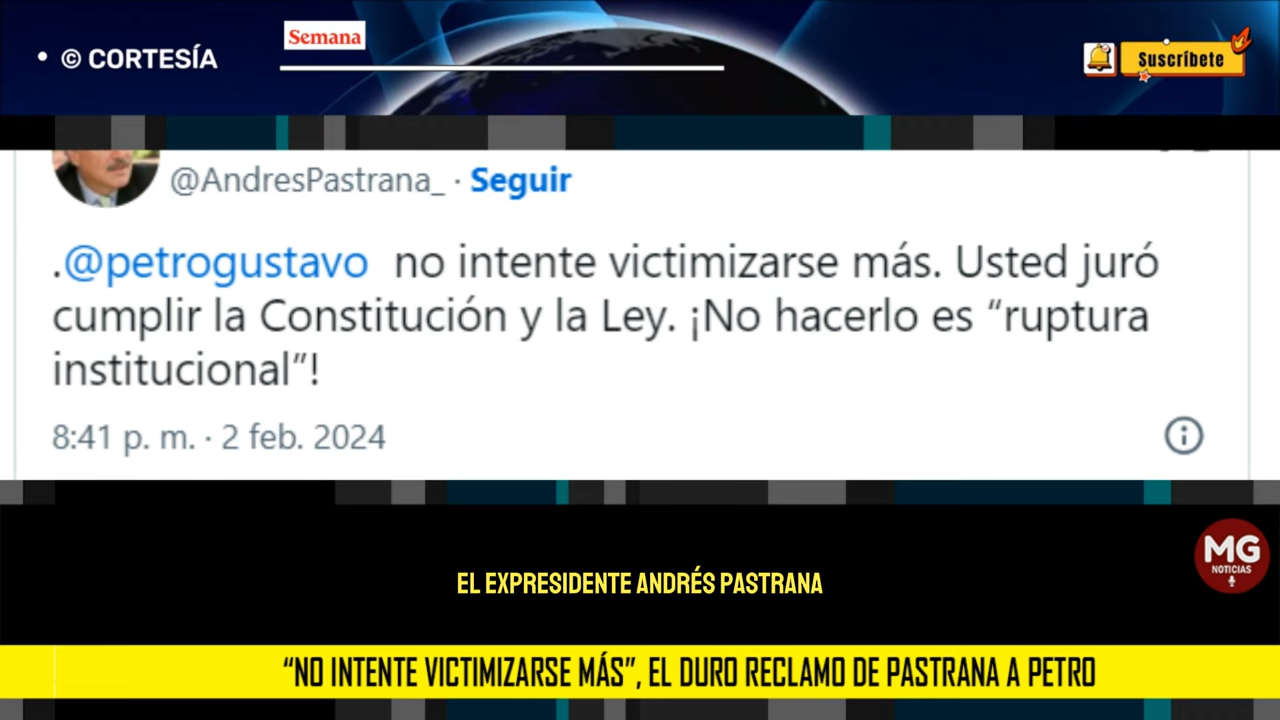 © CORTESÍA
Semana
Suscríbete
@AndresPastrana_ · Seguir
.@petrogustavo no intente victimizarse más. Usted juró
cumplir la Constitución y la Ley. ¡No hacerlo es “ruptura
institucional”!
8:41 p. m. · 2 feb. 2024
MG
NOTICIAS
EL EXPRESIDENTE ANDRÉS PASTRANA
“NO INTENTE VICTIMIZARSE MÁS”, EL DURO RECLAMO DE PASTRANA A PETRO